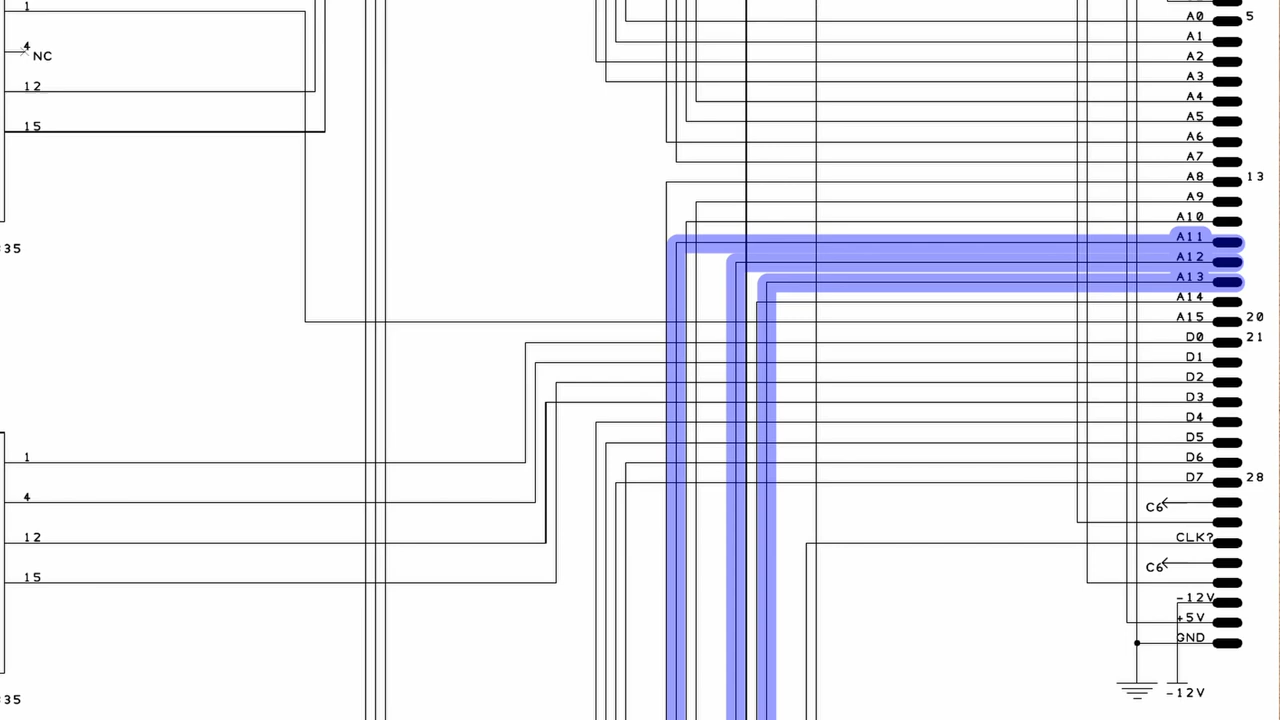 1
4
NC
12
15
:35
1
4
12
15
:35
A0 5
A1
A2
A3
A4
A5
A6
A7
A8 13
A9
A10
A11
A12
A13
A14
A15 20
D0 21
D1
D2
D3
D4
D5
D6
D7 28
C6
CLK?
C6
-12V
+5V
GND
-12V